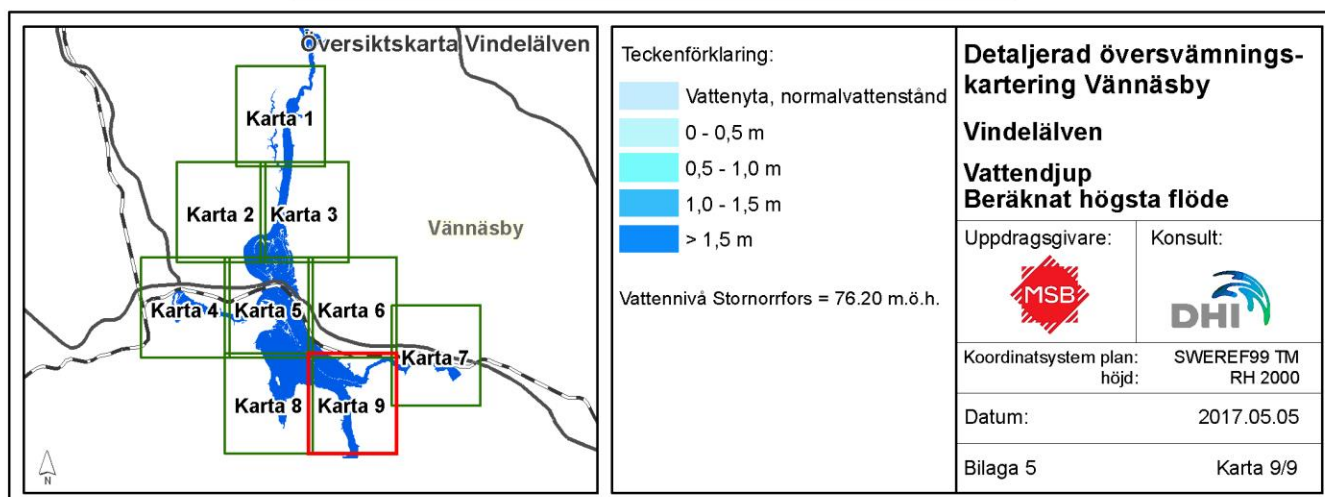 Översiktskarta Vindelälven
Karta 1
Karta 2
Karta 3
Vännäsby
Karta 4
Karta 5
Karta 6
Karta 7
Karta 8
Karta 9
N
Teckenförklaring:
Vattenyta, normalvattenstånd
0 - 0,5 m
0,5 - 1,0 m
1,0 - 1,5 m
> 1,5 m
Vattennivå Stornorrfors = 76.20 m.ö.h.
Detaljerad översvämnings-
kartering Vännäsby
Vindelälven
Vattendjup
Beräknat högsta flöde
Uppdragsgivare:
Konsult:
MSB
DHI
Koordinatsystem plan: SWEREF99 TM
höjd: RH 2000
Datum: 2017.05.05
Bilaga 5 Karta 9/9